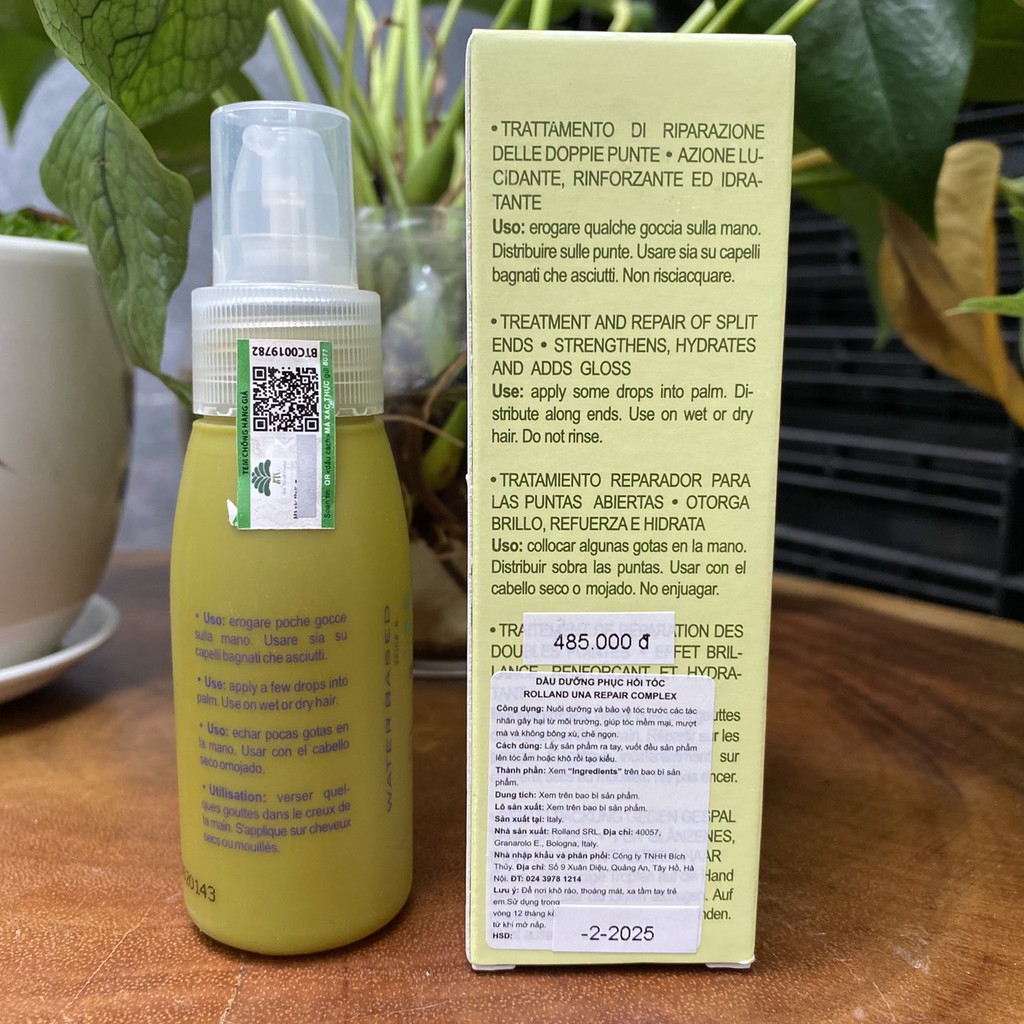 BTC0019782
TEM CHỐNG HÀNG GIẢ
• Uso: erogare poche gocce
sulla mano. Usare sia su
capelli bagnati che asciutti.
• Use: apply a few drops into
palm. Use on wet or dry hair.
• Uso: echar pocas gotas en
la mano. Usar con el cabello
seco omojado.
• Utilisation: verser quel-
ques gouttes dans le creux de
la main. S'applique sur cheveux
secs ou mouillés.
WATER BASED
20143
• TRATTAMENTO DI RIPARAZIONE
DELLE DOPPIE PUNTE • AZIONE LU-
CIDANTE, RINFORZANTE ED IDRA-
TANTE
Uso: erogare qualche goccia sulla mano.
Distribuire sulle punte. Usare sia su capelli
bagnati che asciutti. Non risciacquare.
• TREATMENT AND REPAIR OF SPLIT
ENDS • STRENGTHENS, HYDRATES
AND ADDS GLOSS
Use: apply some drops into palm. Di-
stribute along ends. Use on wet or dry
hair. Do not rinse.
• TRATAMIENTO REPARADOR PARA
LAS PUNTAS ABIERTAS • OTORGA
BRILLO, REFUERZA E HIDRATA
Uso: collocar algunas gotas en la mano.
Distribuir sobra las puntas. Usar con el
cabello seco o mojado. No enjuagar.
485.000 đ
DẦU DƯỠNG PHỤC HỒI TÓC
ROLLAND UNA REPAIR COMPLEX
Công dụng: Nuôi dưỡng và bảo vệ tóc trước các tác
nhân gây hại từ môi trường, giúp tóc mềm mại, mượt
mà và không bông xù, chẻ ngọn.
Cách dùng: Lấy sản phẩm ra tay, vuốt đều sản phẩm
lên tóc ẩm hoặc khô rồi tạo kiểu.
Thành phần: Xem “Ingredients” trên bao bì sản
phẩm.
Dung tích: Xem trên bao bì sản phẩm.
Lô sản xuất: Xem trên bao bì sản phẩm.
Sản xuất tại: Italy.
Nhà sản xuất: Rolland SRL. Địa chỉ: 40057,
Granarolo E., Bologna, Italy.
Nhà nhập khẩu và phân phối: Công ty TNHH Bích
Thủy. Địa chỉ: Số 9 Xuân Diệu, Quảng An, Tây Hồ, Hà
Nội. ĐT: 024 3978 1214
Lưu ý: Để nơi khô ráo, thoáng mát, xa tầm tay trẻ
em.Sử dụng trong
vòng 12 tháng kể
từ khi mở nắp.
HSD: -2-2025